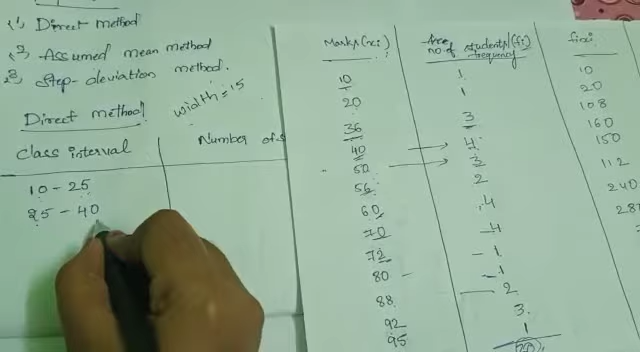 (1) Direct method
(2) Assumed mean method
(3) Step-deviation method.
width=15
Direct method
class interval Number of
10-25
25-40
Marks(xi) no of students(fi) fixi
frequency
10 1 10
20 1 20
36 3 108
40 4 160
50 3 150
56 2 112
60 4 240
70 4 28
72 1
80 1
88 2
92 3
95 1